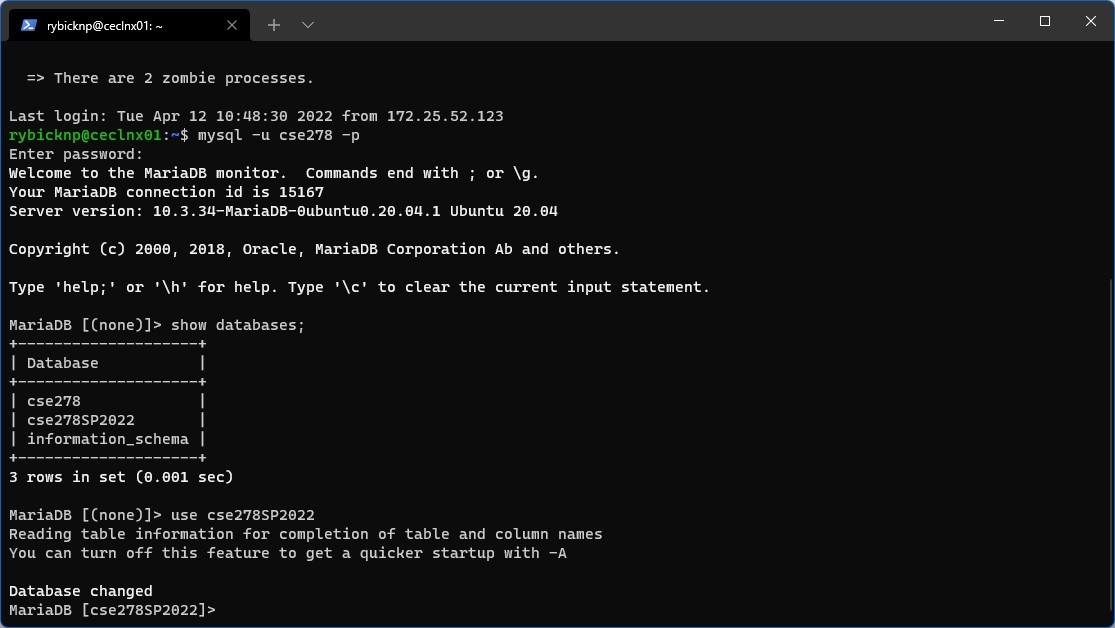 rybicknp@ceclnx01: ~
=> There are 2 zombie processes.
Last login: Tue Apr 12 10:48:30 2022 from 172.25.52.123
rybicknp@ceclnx01:~$ mysql -u cse278 -p
Enter password:
Welcome to the MariaDB monitor.  Commands end with ; or \g.
Your MariaDB connection id is 15167
Server version: 10.3.34-MariaDB-0ubuntu0.20.04.1 Ubuntu 20.04
Copyright (c) 2000, 2018, Oracle, MariaDB Corporation Ab and others.
Type 'help;' or '\h' for help. Type '\c' to clear the current input statement.
MariaDB [(none)]> show databases;
+--------------------+
| Database           |
+--------------------+
| cse278             |
| cse278SP2022       |
| information_schema |
+--------------------+
3 rows in set (0.001 sec)
MariaDB [(none)]> use cse278SP2022
Reading table information for completion of table and column names
You can turn off this feature to get a quicker startup with -A
Database changed
MariaDB [cse278SP2022]>